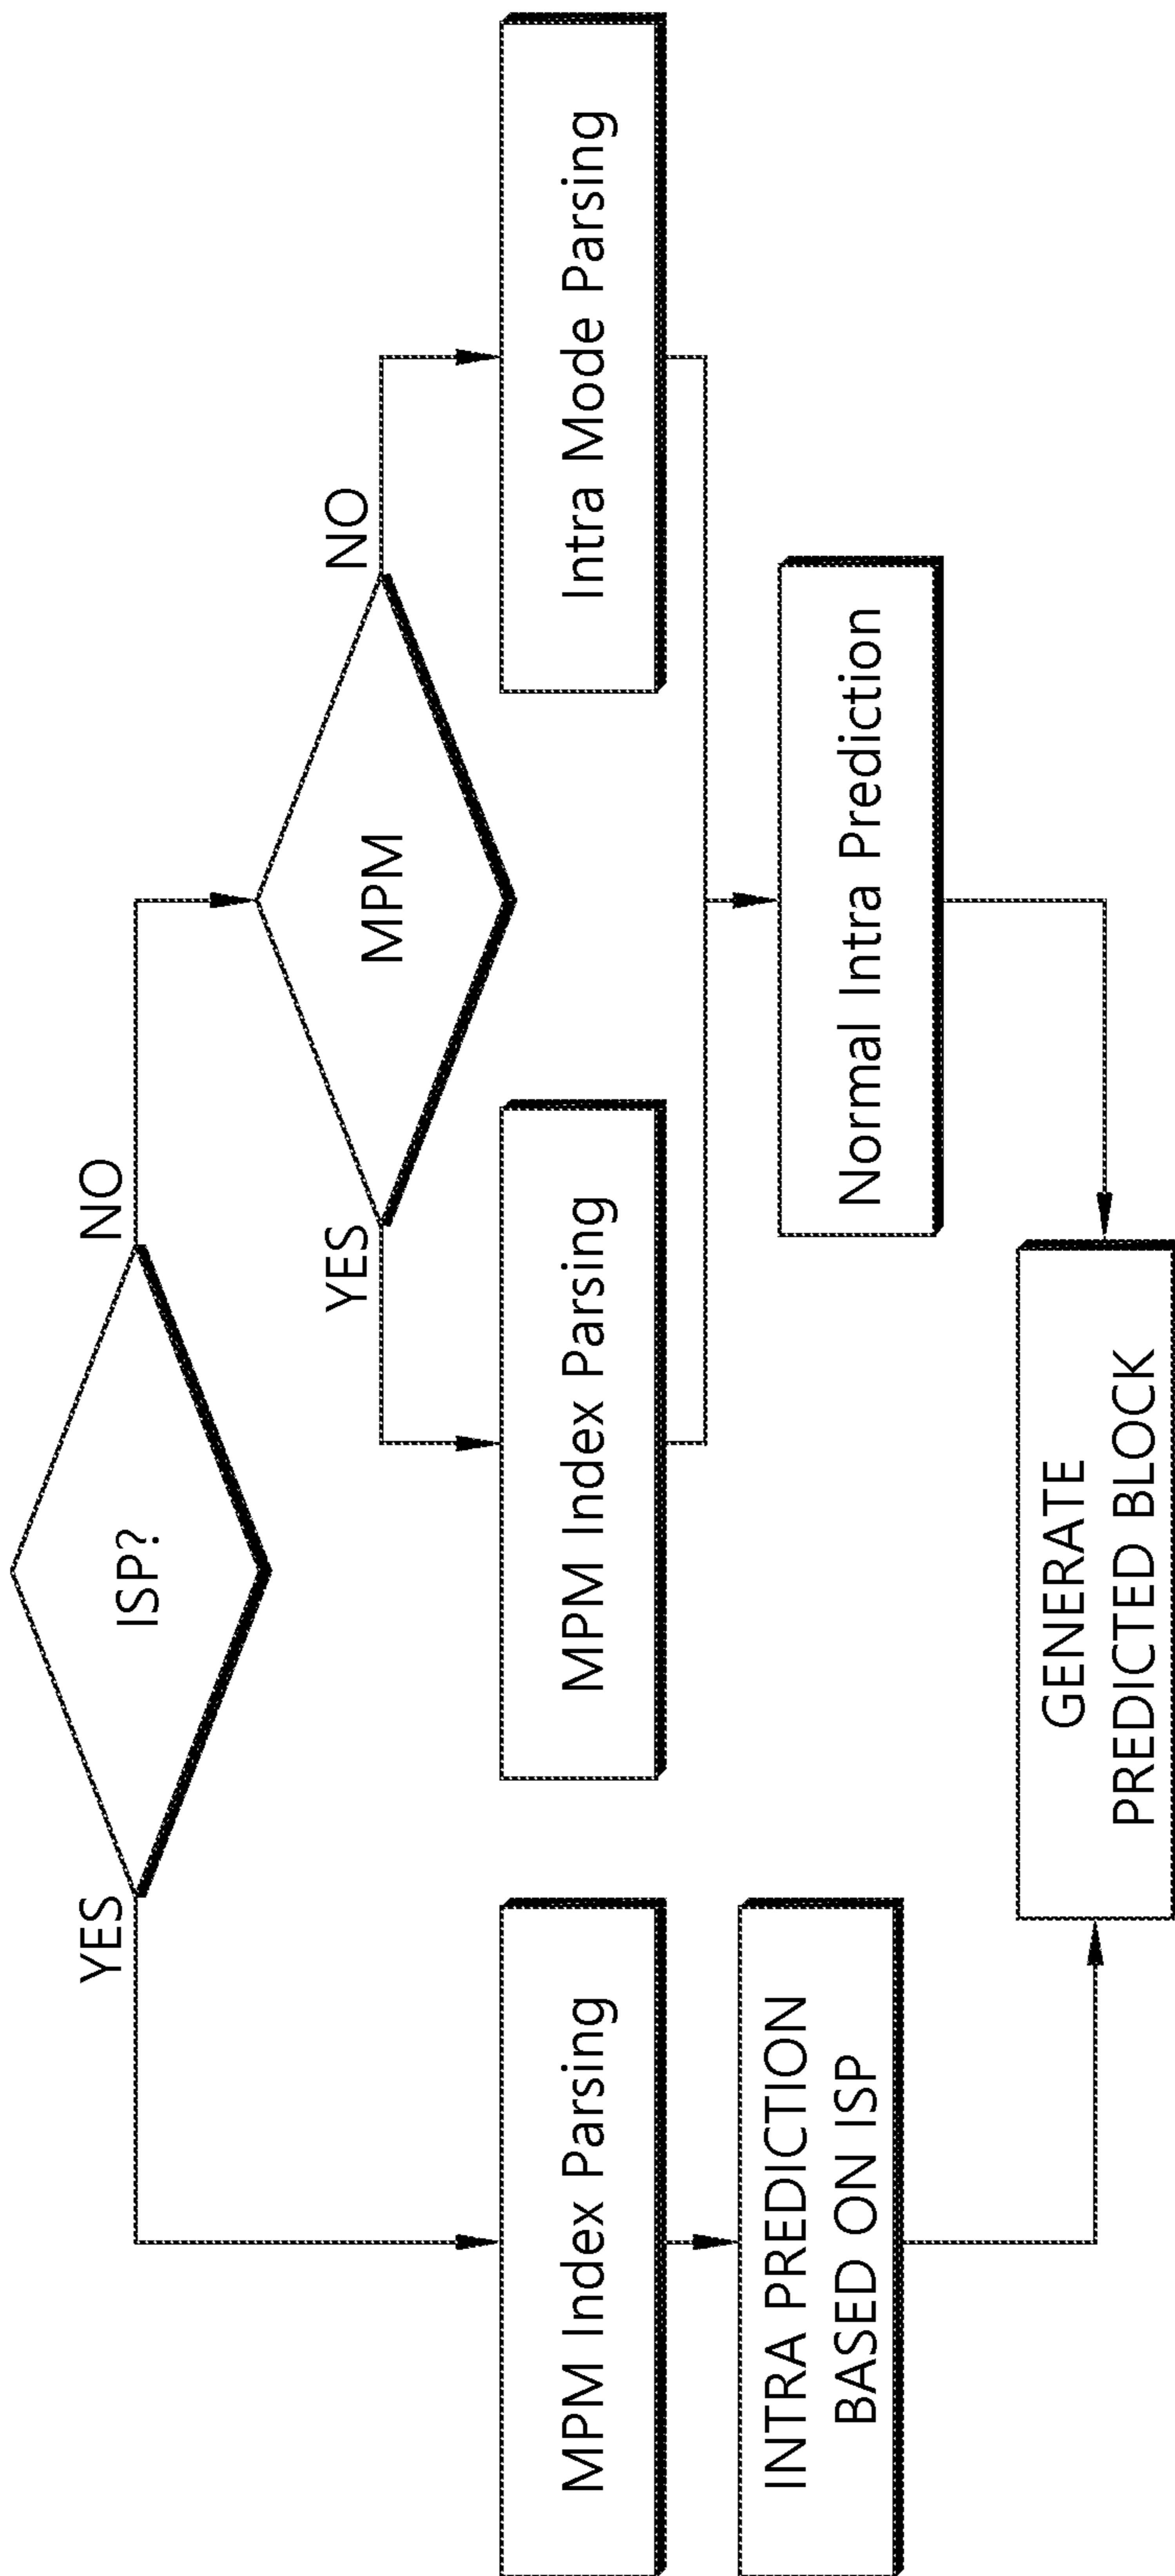 ISP?
YES
NO
MPM
YES
NO
MPM Index Parsing
MPM Index Parsing
Intra Mode Parsing
INTRA PREDICTION
BASED ON ISP
Normal Intra Prediction
GENERATE
PREDICTED BLOCK